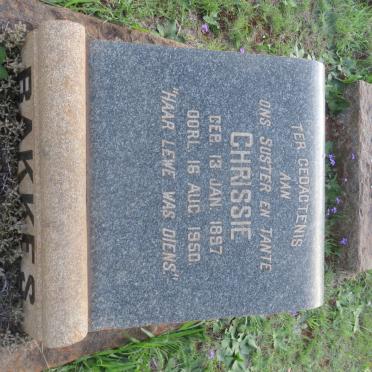 TER GEDAGTENIS
AAN
ONS SUSTER EN TANTE
CHRISSIE
GEB. 13 JAN. 1897
OORL. 16 AUG. 1950.
"HAAR LEWE WAS DIENS"
BAKKES